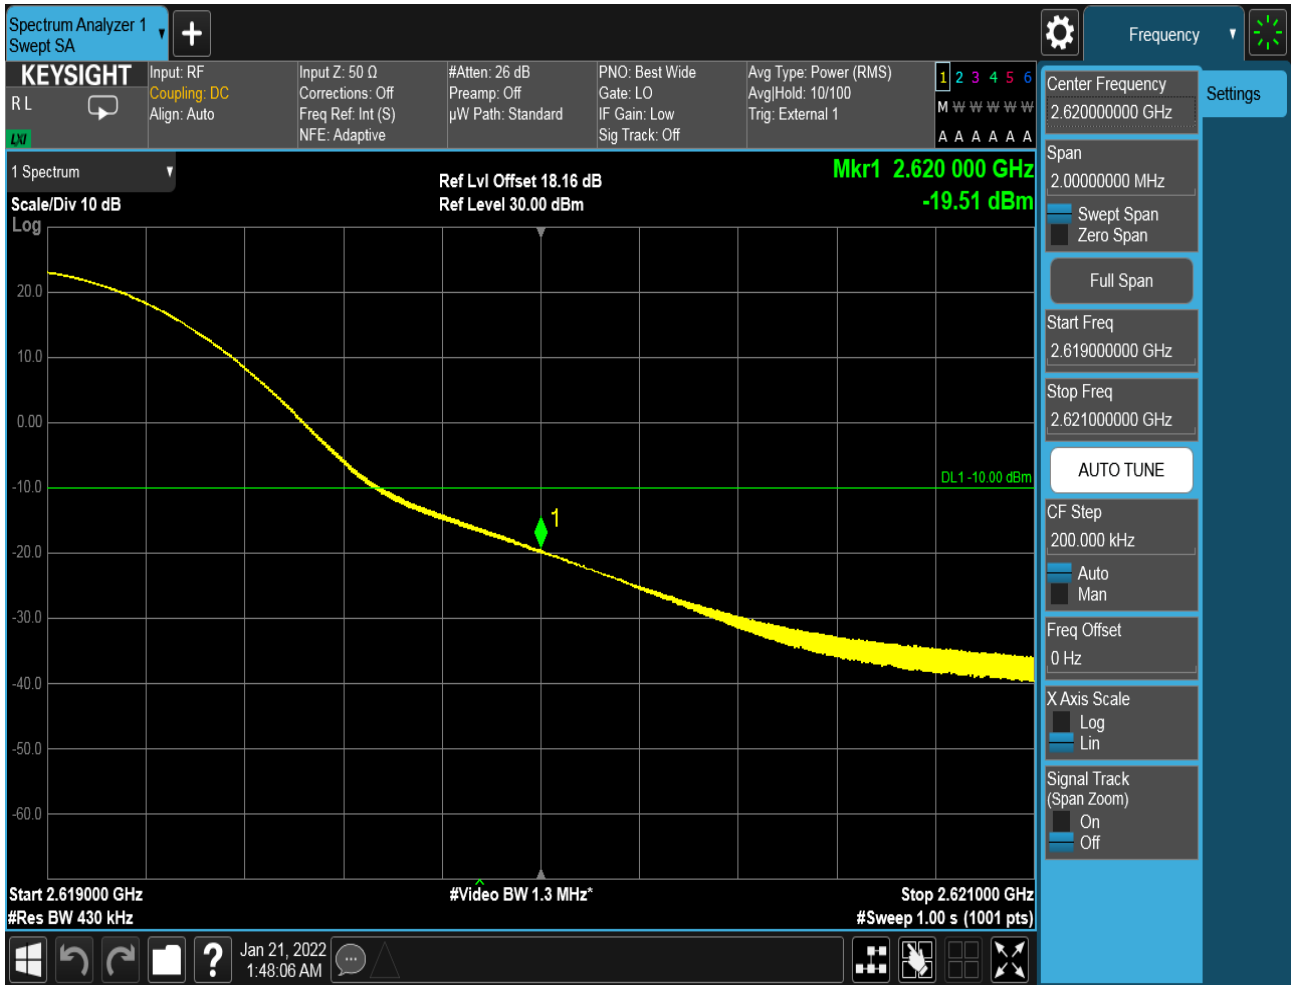 Spectrum Analyzer 1
Swept SA
Frequency
KEYSIGHT
R L
LXI
Input: RF
Coupling: DC
Align: Auto
Input Z: 50 Ω
Corrections: Off
Freq Ref: Int (S)
NFE: Adaptive
#Atten: 26 dB
Preamp: Off
µW Path: Standard
PNO: Best Wide
Gate: LO
IF Gain: Low
Sig Track: Off
Avg Type: Power (RMS)
Avg|Hold: 10/100
Trig: External 1
1 2 3 4 5 6
M W W W W W
A A A A A A
1 Spectrum
Scale/Div 10 dB
Log
Ref Lvl Offset 18.16 dB
Ref Level 30.00 dBm
Mkr1 2.620 000 GHz
-19.51 dBm
20.0
10.0
0.00
-10.0
-20.0
-30.0
-40.0
-50.0
-60.0
DL1 -10.00 dBm
1
Start 2.619000 GHz
#Res BW 430 kHz
#Video BW 1.3 MHz*
Stop 2.621000 GHz
#Sweep 1.00 s (1001 pts)
Center Frequency
2.620000000 GHz
Settings
Span
2.00000000 MHz
Swept Span
Zero Span
Full Span
Start Freq
2.619000000 GHz
Stop Freq
2.621000000 GHz
AUTO TUNE
CF Step
200.000 kHz
Auto
Man
Freq Offset
0 Hz
X Axis Scale
Log
Lin
Signal Track
(Span Zoom)
On
Off
?
Jan 21, 2022
1:48:06 AM